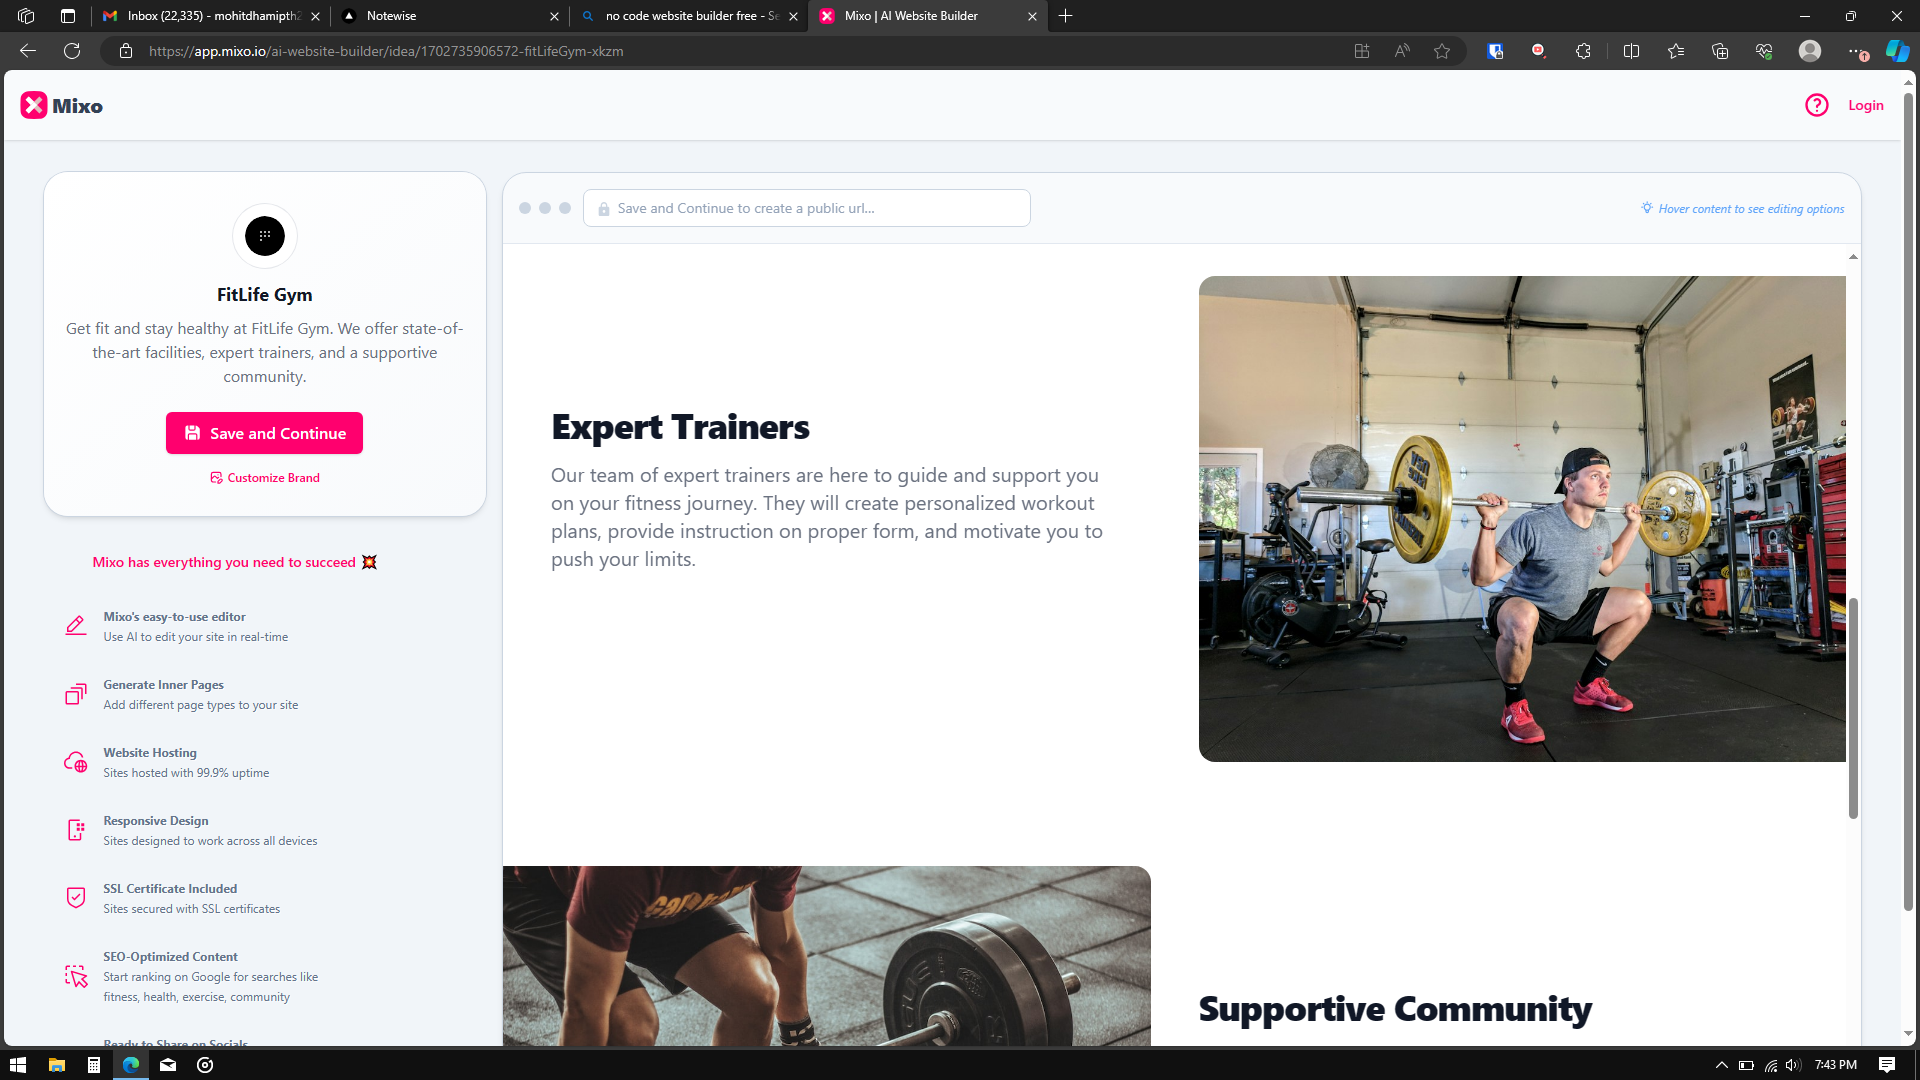 Inbox (22,335) - mohitdhamipth2
Notewise
no code website builder free - Se
Mixo | AI Website Builder
https://app.mixo.io/ai-website-builder/idea/1702735906572-fitLifeGym-xkzm
Mixo
Login
FitLife Gym
Get fit and stay healthy at FitLife Gym. We offer state-of-
the-art facilities, expert trainers, and a supportive
community.
Save and Continue
Customize Brand
Mixo has everything you need to succeed 💥
Mixo's easy-to-use editor
Use AI to edit your site in real-time
Generate Inner Pages
Add different page types to your site
Website Hosting
Sites hosted with 99.9% uptime
Responsive Design
Sites designed to work across all devices
SSL Certificate Included
Sites secured with SSL certificates
SEO-Optimized Content
Start ranking on Google for searches like
fitness, health, exercise, community
Ready to Share on Socials
Save and Continue to create a public url...
Hover content to see editing options
Expert Trainers
Our team of expert trainers are here to guide and support you
on your fitness journey. They will create personalized workout
plans, provide instruction on proper form, and motivate you to
push your limits.
Supportive Community
7:43 PM